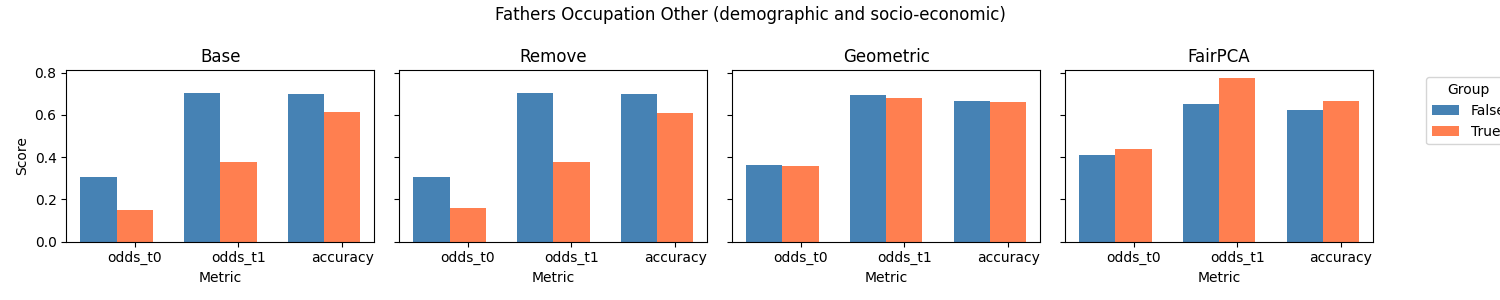 Fathers Occupation Other (demographic and socio-economic)
Base
Remove
Geometric
FairPCA
Score
0.8
0.6
0.4
0.2
0.0
odds_t0 odds_t1 accuracy
odds_t0 odds_t1 accuracy
odds_t0 odds_t1 accuracy
odds_t0 odds_t1 accuracy
Metric
Metric
Metric
Metric
Group
False
True